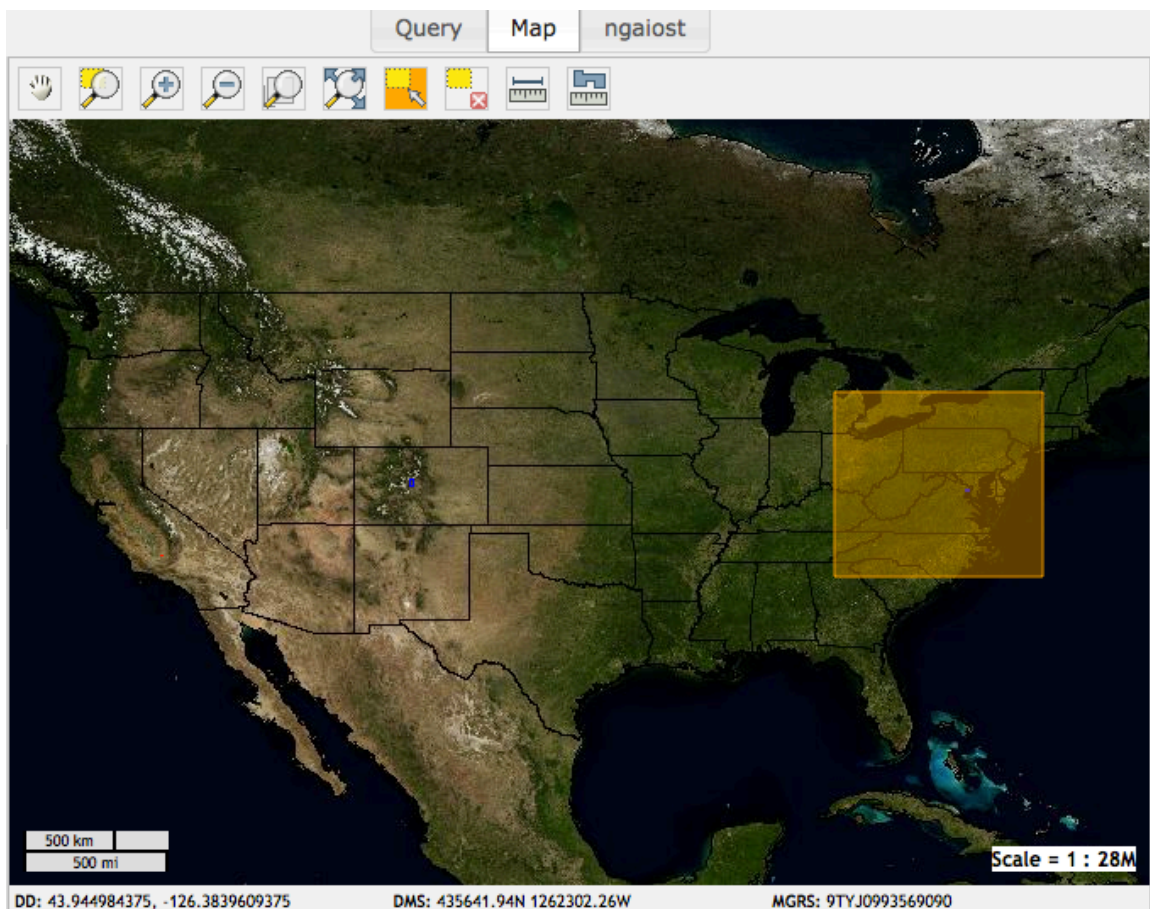 Query Map ngaiost
500 km
500 mi
Scale = 1 : 28M
DD: 43.944984375, -126.3839609375 DMS: 435641.94N 1262302.26W MGRS: 9TYJ0993569090